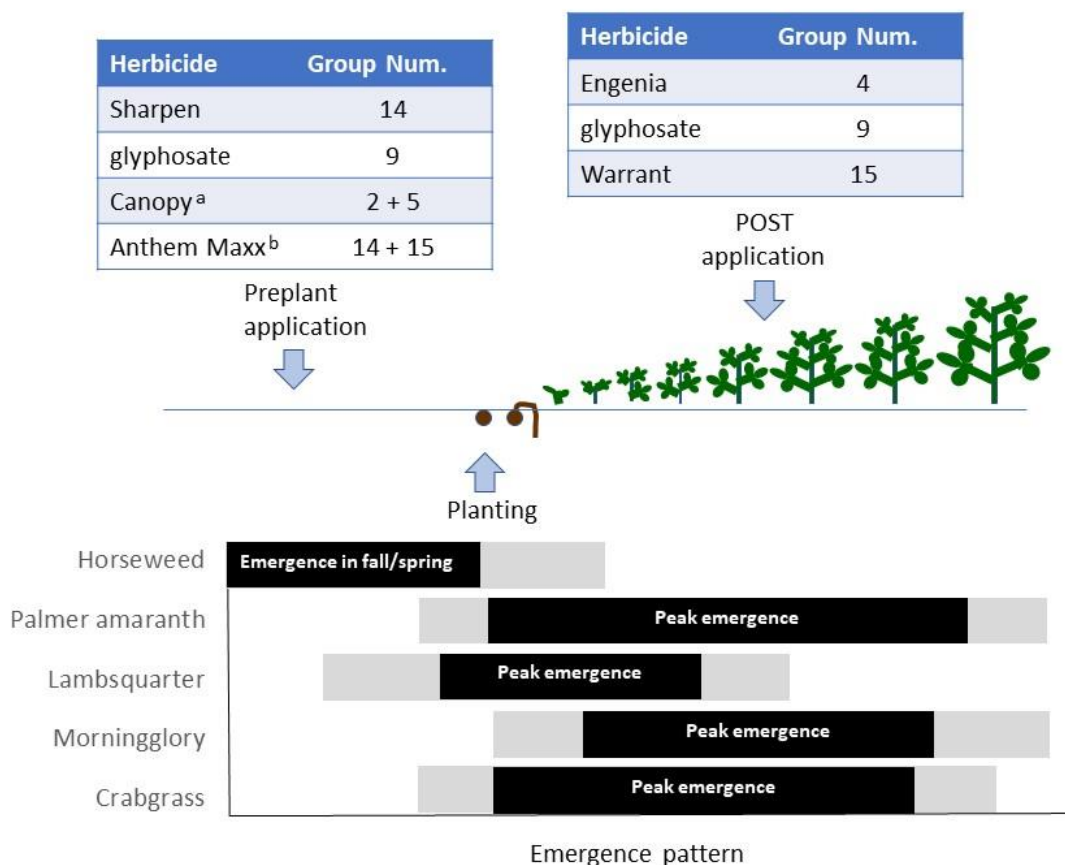 Herbicide Group Num.
Sharpen 14
glyphosate 9
Canopy a 2 + 5
Anthem Maxx b 14 + 15
Preplant
application
Herbicide Group Num.
Engenia 4
glyphosate 9
Warrant 15
POST
application
Planting
Horseweed Emergence in fall/spring
Palmer amaranth Peak emergence
Lambsquarter Peak emergence
Morningglory Peak emergence
Crabgrass Peak emergence
Emergence pattern